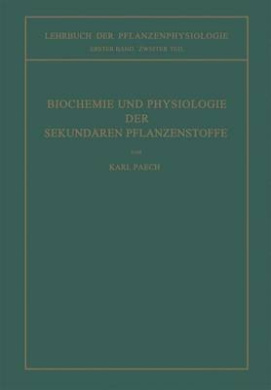 LEHRBUCH DER PFLANZENPHYSIOLOGIE
ERSTER BAND, ZWEITER TEIL
BIOCHEMIE UND PHYSIOLOGIE
DER
SEKUNDÄREN PFLANZENSTOFFE
VON
KARL PAECH